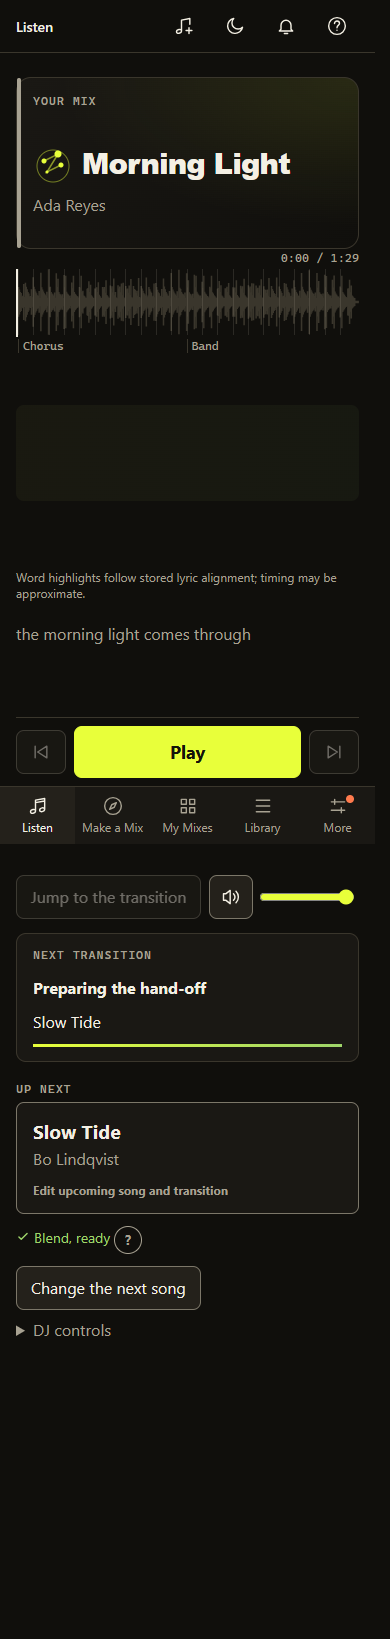 Listen
YOUR MIX
Morning Light
Ada Reyes
0:00 / 1:29
Chorus
Band
Word highlights follow stored lyric alignment; timing may be
approximate.
the morning light comes through
Play
Listen
Make a Mix
My Mixes
Library
More
Jump to the transition
NEXT TRANSITION
Preparing the hand-off
Slow Tide
UP NEXT
Slow Tide
Bo Lindqvist
Edit upcoming song and transition
Blend, ready ?
Change the next song
DJ controls